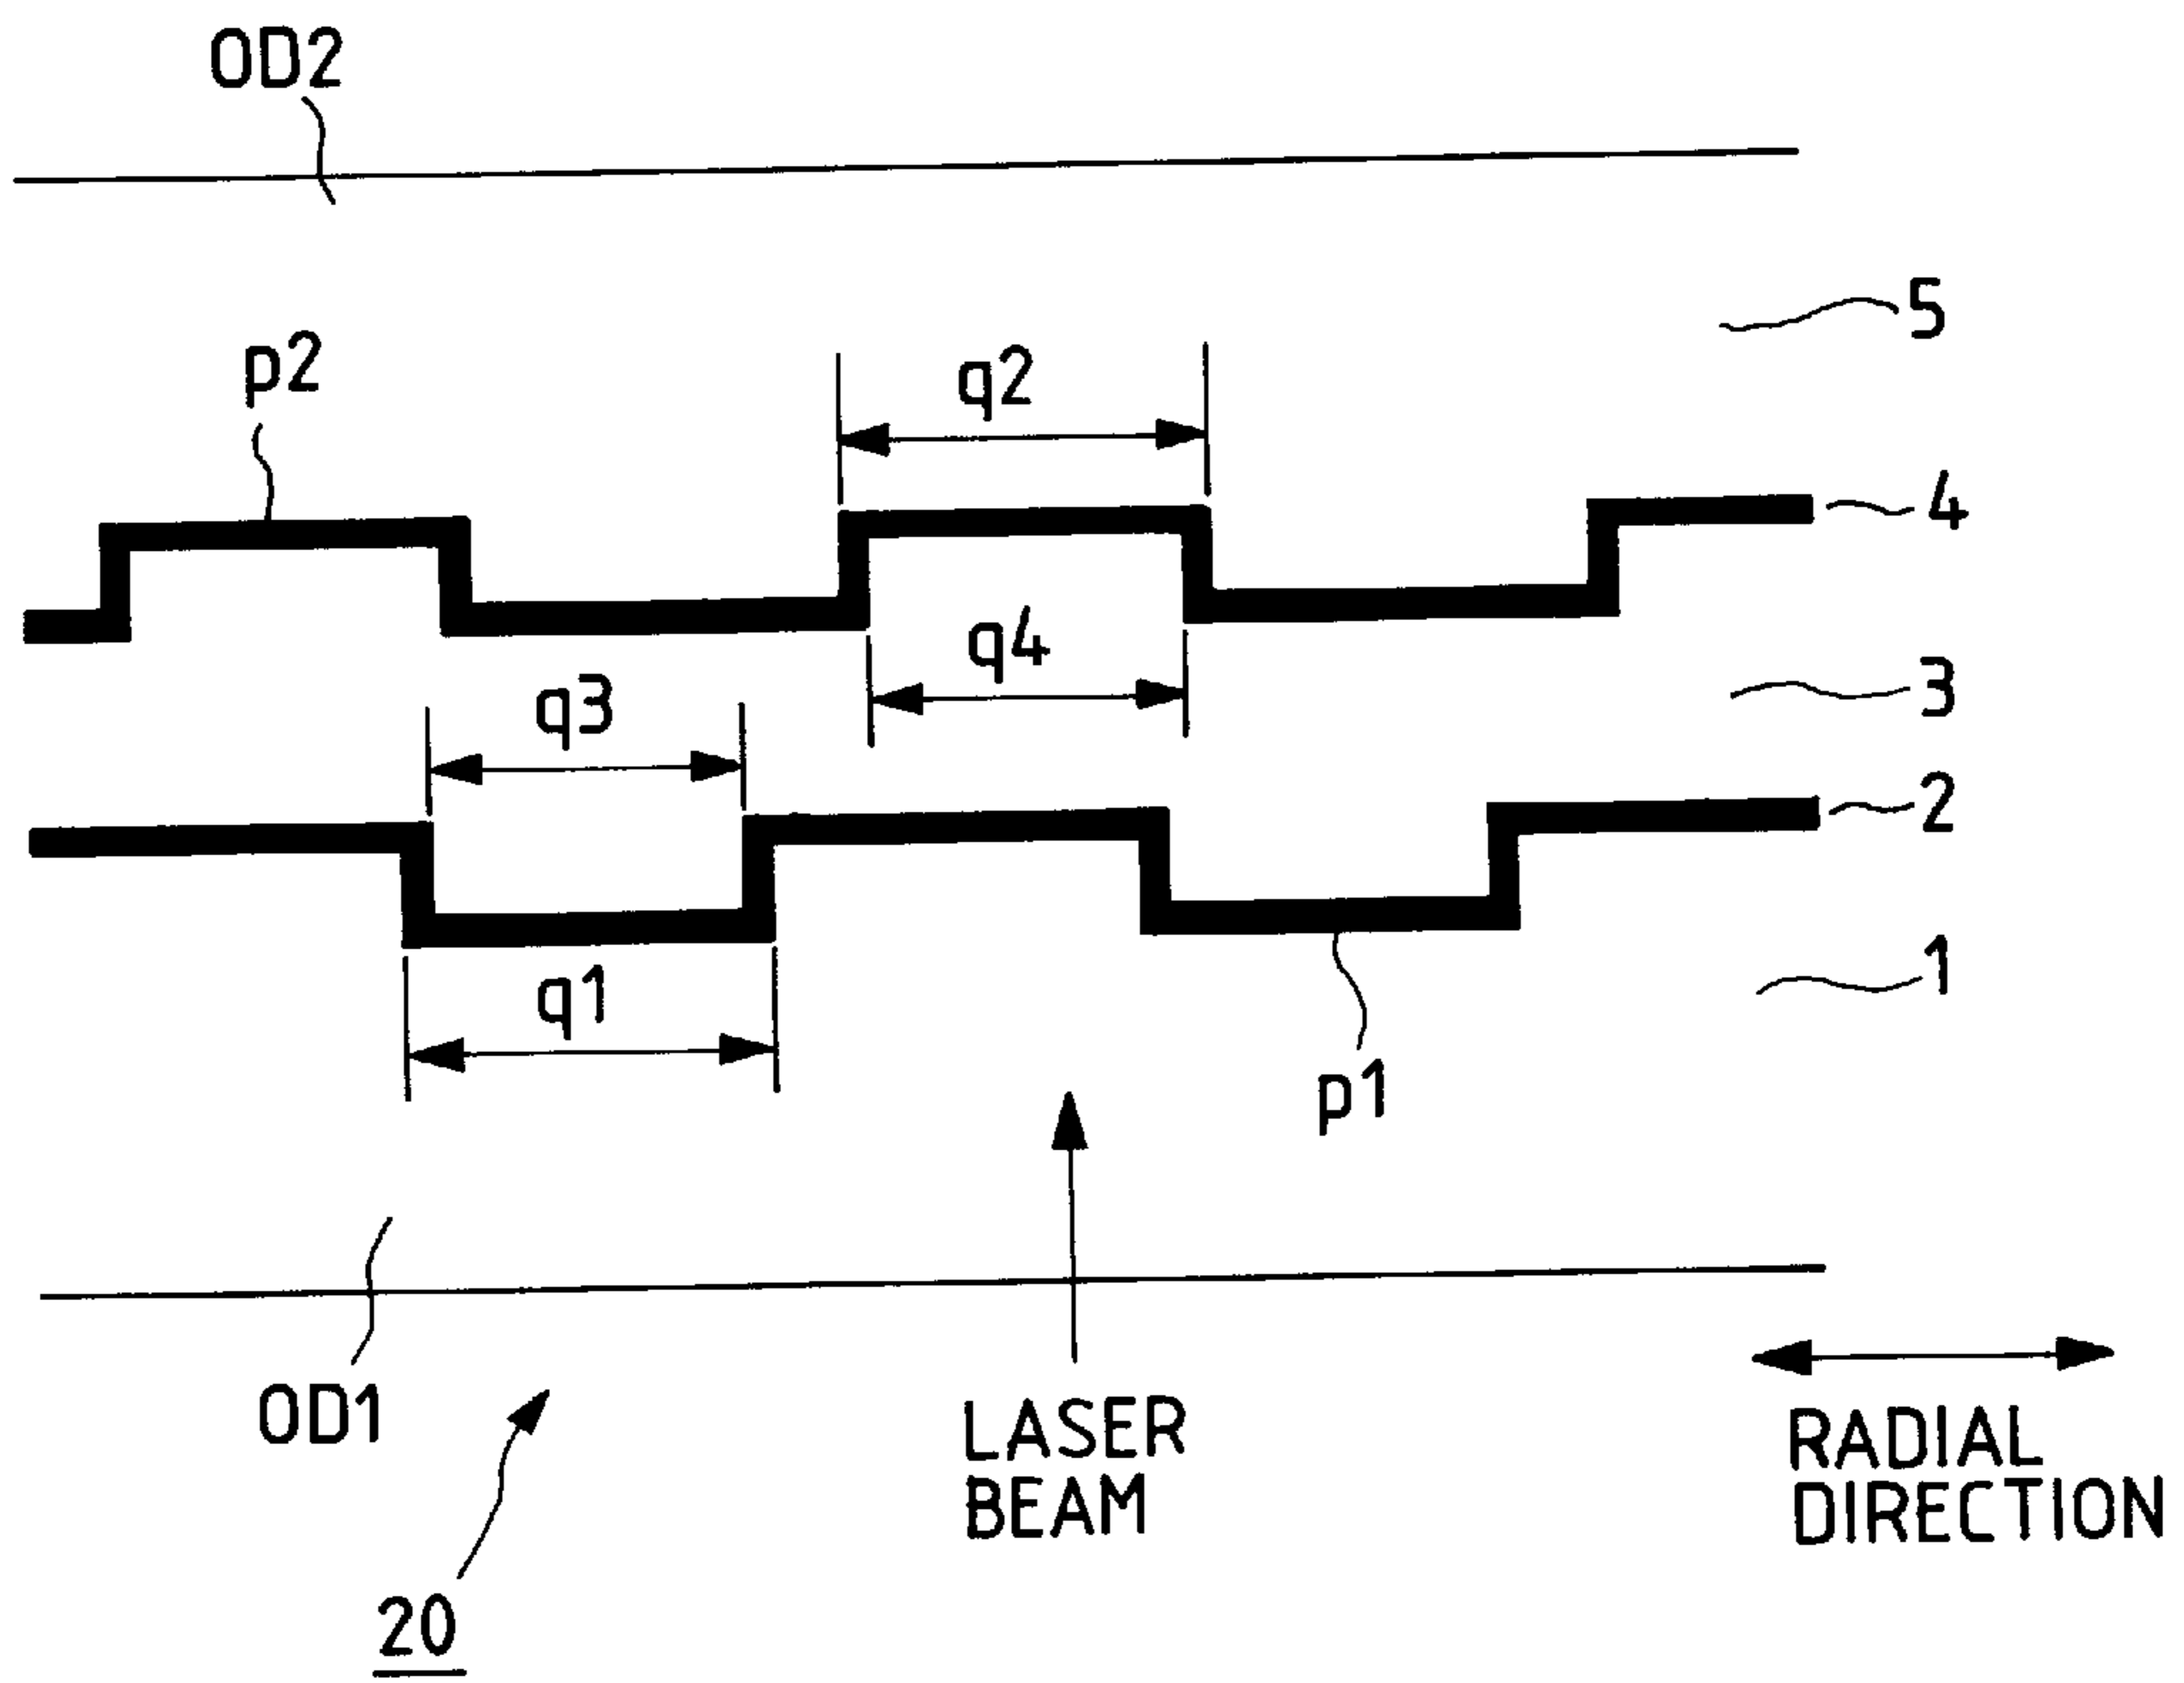 OD2
5
p2
q2
4
q4
3
q3
2
1
q1
p1
OD1
LASER
BEAM
RADIAL
DIRECTION
20